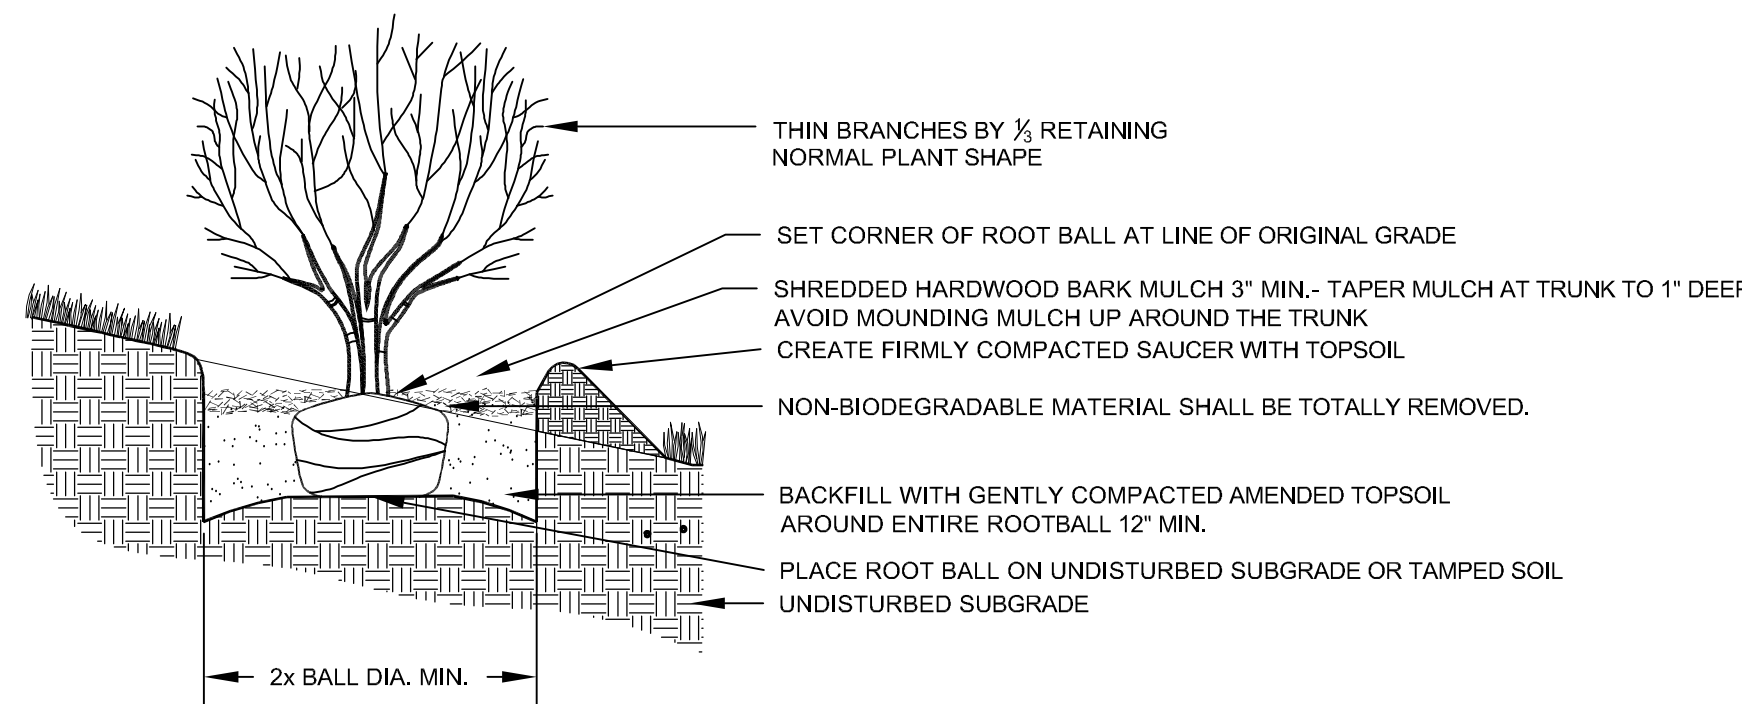 THIN BRANCHES BY ⅓ RETAINING
NORMAL PLANT SHAPE
SET CORNER OF ROOT BALL AT LINE OF ORIGINAL GRADE
SHREDDED HARDWOOD BARK MULCH 3" MIN.- TAPER MULCH AT TRUNK TO 1" DEEP
AVOID MOUNDING MULCH UP AROUND THE TRUNK
CREATE FIRMLY COMPACTED SAUCER WITH TOPSOIL
NON-BIODEGRADABLE MATERIAL SHALL BE TOTALLY REMOVED.
BACKFILL WITH GENTLY COMPACTED AMENDED TOPSOIL
AROUND ENTIRE ROOTBALL 12" MIN.
PLACE ROOT BALL ON UNDISTURBED SUBGRADE OR TAMPED SOIL
UNDISTURBED SUBGRADE
2x BALL DIA. MIN.